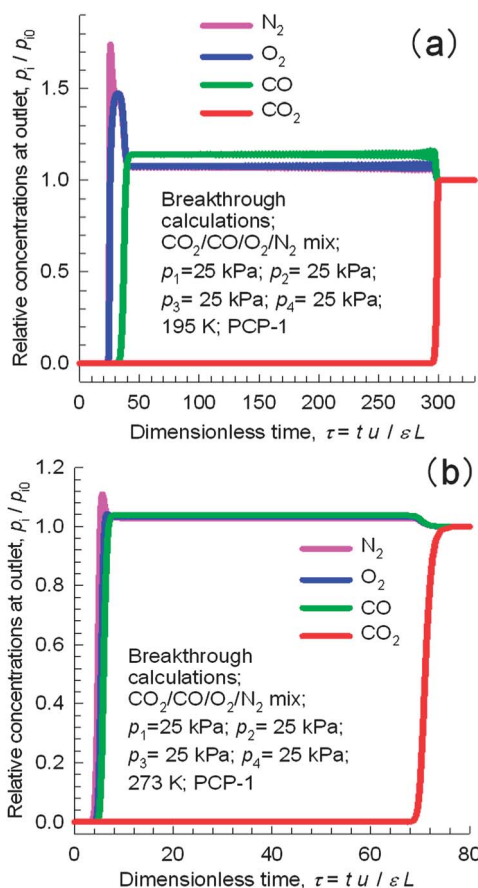 Relative concentrations at outlet, pᵢ / pᵢ₀
(a)
N₂
O₂
CO
CO₂
1.5
1.0
0.5
0.0
Breakthrough
calculations;
CO₂/CO/O₂/N₂ mix;
p₁=25 kPa; p₂= 25 kPa;
p₃= 25 kPa; p₄= 25 kPa;
195 K; PCP-1
0 50 100 150 200 250 300
Dimensionless time, τ = t u / εL
Relative concentrations at outlet, pᵢ / pᵢ₀
(b)
1.2
1.0
0.8
0.6
0.4
0.2
0.0
N₂
O₂
CO
CO₂
Breakthrough
calculations;
CO₂/CO/O₂/N₂ mix;
p₁=25 kPa; p₂= 25 kPa;
p₃= 25 kPa; p₄= 25 kPa;
273 K; PCP-1
0 20 40 60 80
Dimensionless time, τ = t u / εL